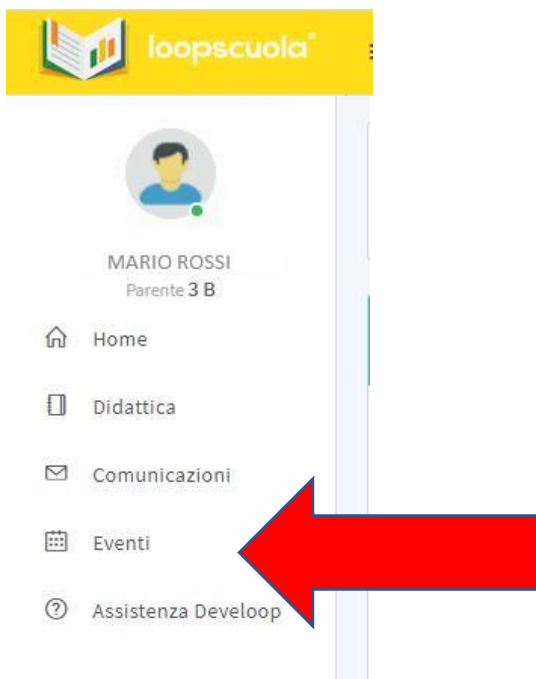 loopscuola®
MARIO ROSSI
Parente 3 B
Home
Didattica
Comunicazioni
Eventi
Assistenza Develoop